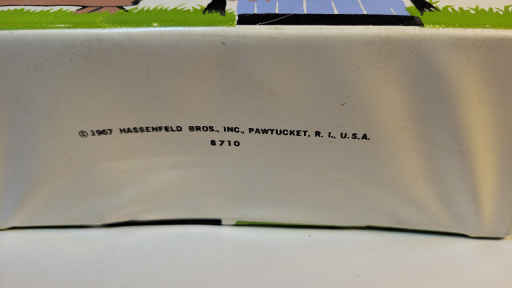 © 1967 HASSENFELD BROS., INC., PAWTUCKET, R. I., U.S.A.
8710